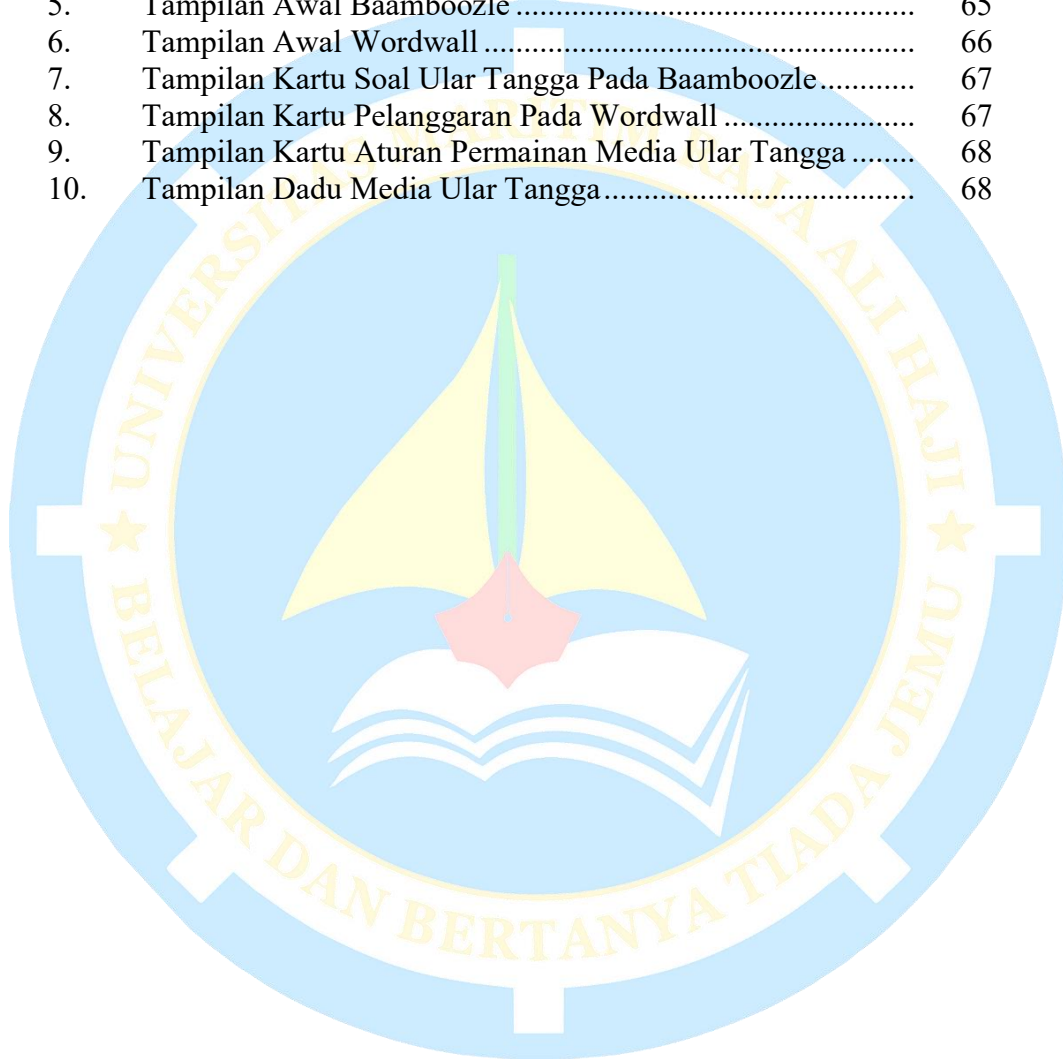 5. Tampilan Awal Baamboozle ................................................... 65
6. Tampilan Awal Wordwall ....................................................... 66
7. Tampilan Kartu Soal Ular Tangga Pada Baamboozle ............ 67
8. Tampilan Kartu Pelanggaran Pada Wordwall ........................ 67
9. Tampilan Kartu Aturan Permainan Media Ular Tangga ........ 68
10. Tampilan Dadu Media Ular Tangga ....................................... 68
UNIVERSITAS MARITIM RAJA ALI HAJI
BELAJAR DAN BERTANYA TIADA JEMU